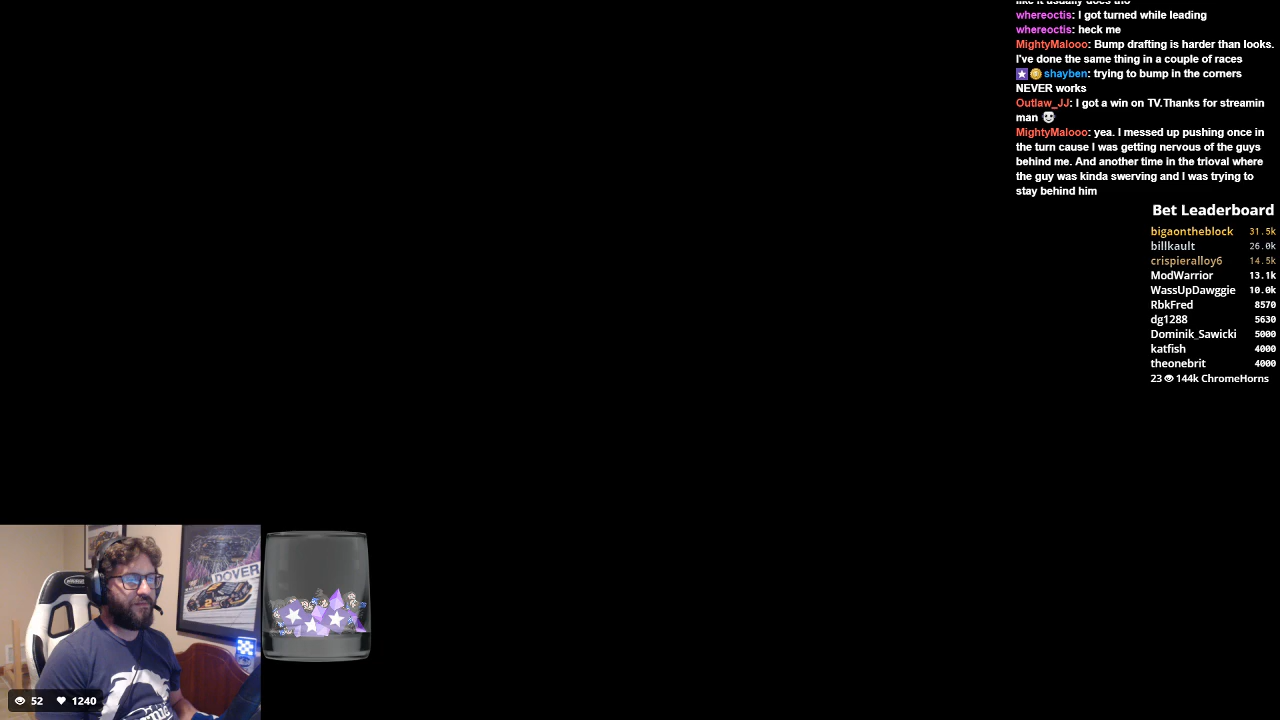 whereoctis: I got turned while leading
whereoctis: heck me
MightyMalooo: Bump drafting is harder than looks.
I've done the same thing in a couple of races
shayben: trying to bump in the corners
NEVER works
Outlaw_JJ: I got a win on TV.Thanks for streamin
man
MightyMalooo: yea. I messed up pushing once in
the turn cause I was getting nervous of the guys
behind me. And another time in the trioval where
the guy was kinda swerving and I was trying to
stay behind him
Bet Leaderboard
bigaontheblock 31.5k
billkault 26.0k
crispieralloy6 14.5k
ModWarrior 13.1k
WassUpDawggie 10.0k
RbkFred 8570
dg1288 5630
Dominik_Sawicki 5000
katfish 4000
theonebrit 4000
23 144k ChromeHorns
DOVER
2
52 1240